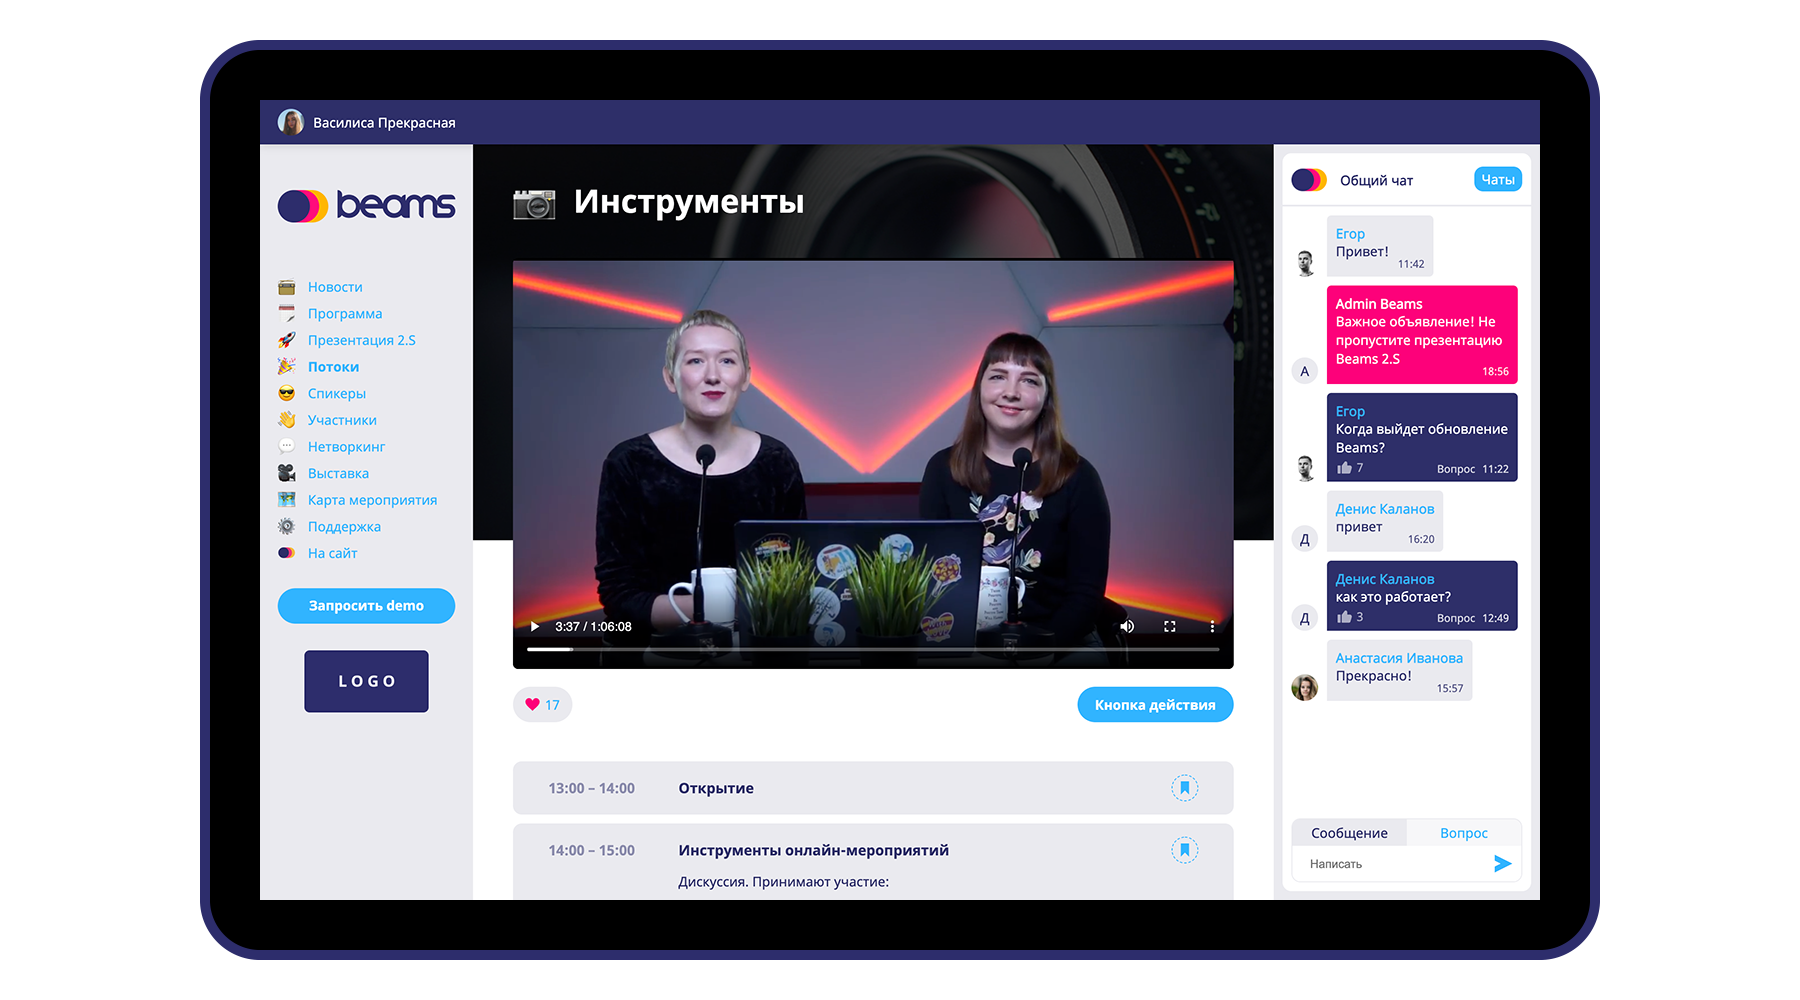 Василиса Прекрасная
beams
Новости
Программа
Презентация 2.S
Потоки
Спикеры
Участники
Нетворкинг
Выставка
Карта мероприятия
Поддержка
На сайт
Запросить demo
LOGO
Инструменты
3:37 / 1:06:08
17
Кнопка действия
13:00 – 14:00
Открытие
14:00 – 15:00
Инструменты онлайн-мероприятий
Дискуссия. Принимают участие:
Общий чат
Чаты
Егор
Привет!
11:42
Admin Beams
Важное объявление! Не
пропустите презентацию
Beams 2.S
18:56
А
Егор
Когда выйдет обновление
Beams?
7 Вопрос 11:22
Денис Каланов
привет
16:20
Д
Денис Каланов
как это работает?
3 Вопрос 12:49
Д
Анастасия Иванова
Прекрасно!
15:57
Сообщение
Вопрос
Написать